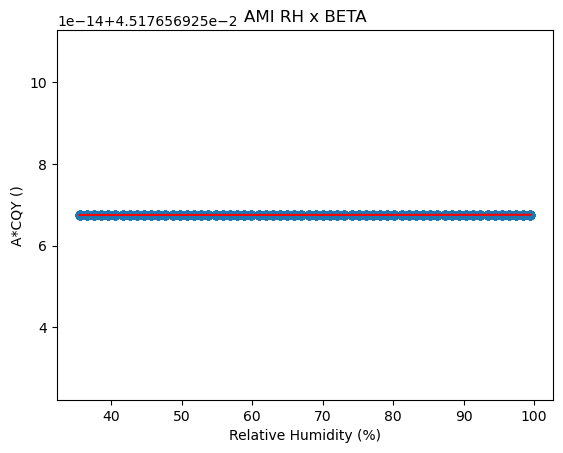 AMI RH x BETA
1e−14+4.517656925e−2
10
8
6
4
A*CQY ()
40 50 60 70 80 90 100
Relative Humidity (%)